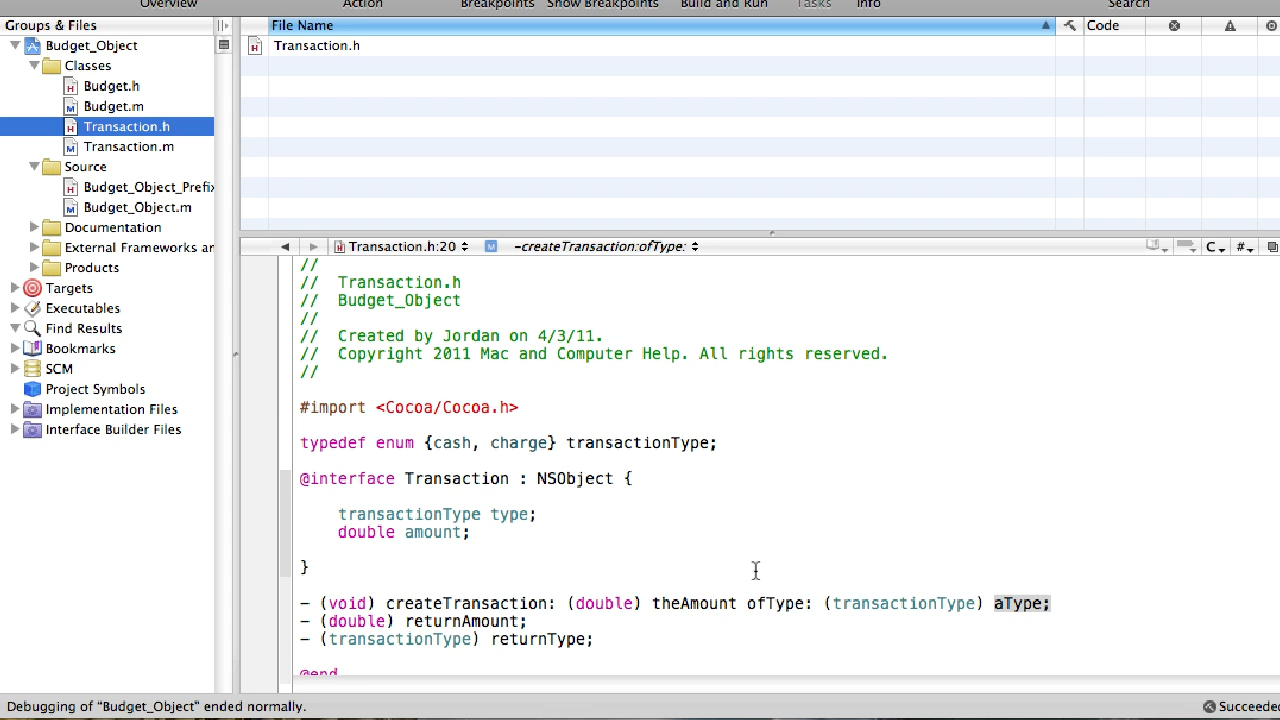 Overview Action Breakpoints Show Breakpoints Build and Run Tasks Info Search
Groups & Files
Budget_Object
Classes
Budget.h
Budget.m
Transaction.h
Transaction.m
Source
Budget_Object_Prefix
Budget_Object.m
Documentation
External Frameworks ar
Products
Targets
Executables
Find Results
Bookmarks
SCM
Project Symbols
Implementation Files
Interface Builder Files
File Name Code
Transaction.h
Transaction.h:20 -createTransaction:ofType: C #
//
// Transaction.h
// Budget_Object
//
// Created by Jordan on 4/3/11.
// Copyright 2011 Mac and Computer Help. All rights reserved.
//
#import <Cocoa/Cocoa.h>
typedef enum {cash, charge} transactionType;
@interface Transaction : NSObject {
transactionType type;
double amount;
}
- (void) createTransaction: (double) theAmount ofType: (transactionType) aType;
- (double) returnAmount;
- (transactionType) returnType;
@end
Debugging of “Budget_Object” ended normally. Succeeded